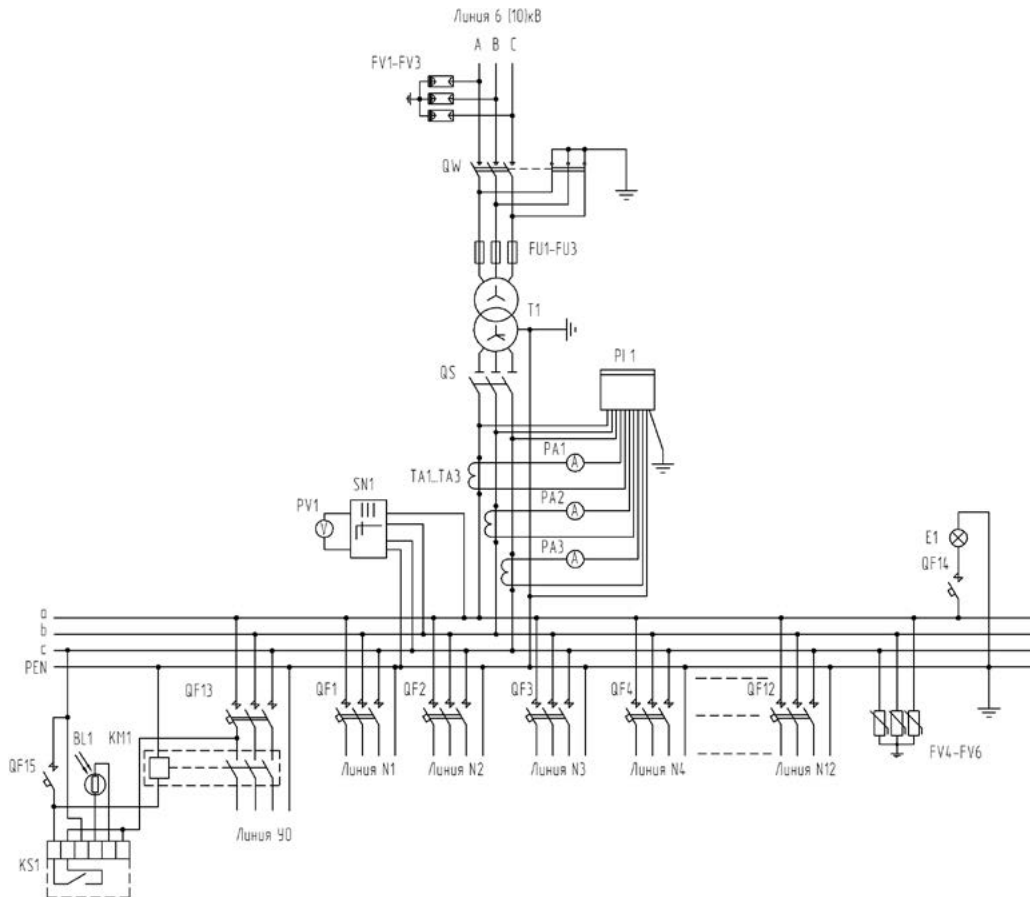 Линия 6 (10)кВ
A B C
FV1-FV3
QW
FU1-FU3
T1
QS
PI 1
PA1
A
TA1...TA3
SN1
PA2
A
PV1
V
PA3
A
E1
QF14
a
b
c
PEN
QF13
QF1
QF2
QF3
QF4
QF12
BL1
KM1
FV4-FV6
QF15
Линия N1
Линия N2
Линия N3
Линия N4
Линия N12
Линия УО
KS1